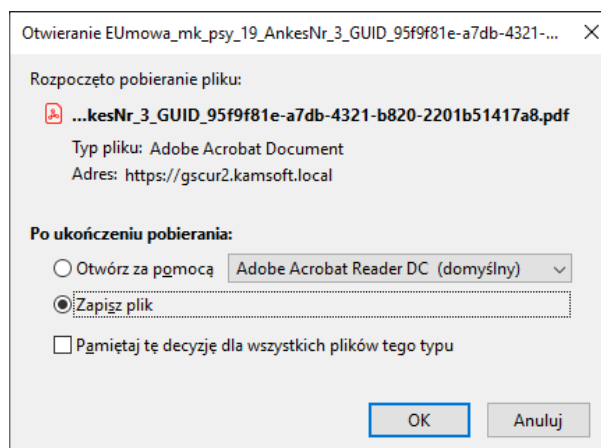 Otwieranie EUmowa_mk_psy_19_AnkesNr_3_GUID_95f9f81e-a7db-4321-...
Rozpoczęto pobieranie pliku:
...kesNr_3_GUID_95f9f81e-a7db-4321-b820-2201b51417a8.pdf
Typ pliku: Adobe Acrobat Document
Adres: https://gscur2.kamsoft.local
Po ukończeniu pobierania:
Otwórz za pomocą Adobe Acrobat Reader DC (domyślny)
Zapisz plik
Pamiętaj tę decyzję dla wszystkich plików tego typu
OK Anuluj